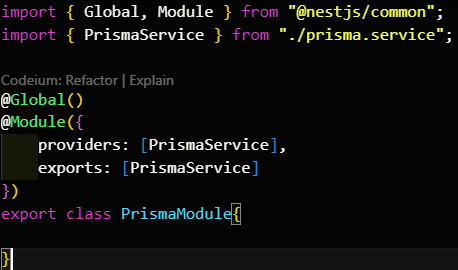 import { Global, Module } from "@nestjs/common";
import { PrismaService } from "./prisma.service";
Codeium: Refactor | Explain
@Global()
@Module({
    providers: [PrismaService],
    exports: [PrismaService]
})
export class PrismaModule{
}